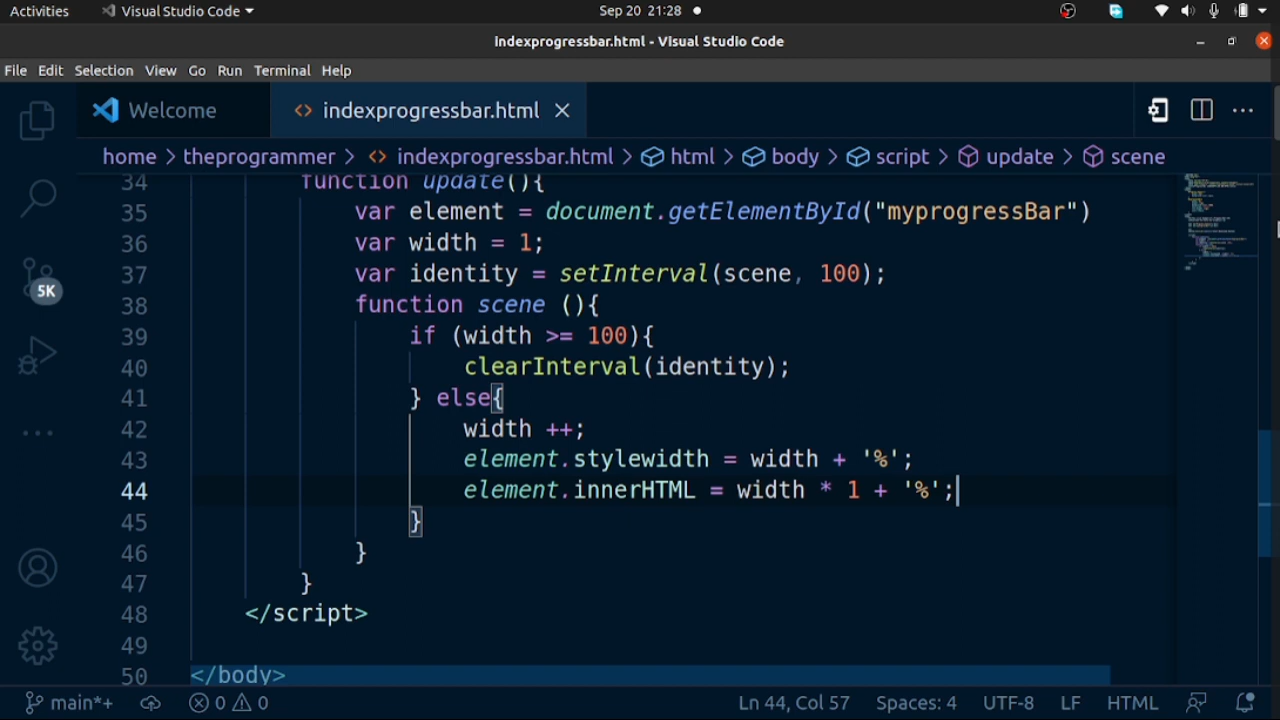 Activities Visual Studio Code Sep 20 21:28
indexprogressbar.html - Visual Studio Code
File Edit Selection View Go Run Terminal Help
Welcome indexprogressbar.html
home > theprogrammer > indexprogressbar.html > html > body > script > update > scene
34 function update(){
35 var element = document.getElementById("myprogressBar")
36 var width = 1;
37 var identity = setInterval(scene, 100);
38 function scene (){
39 if (width >= 100){
40 clearInterval(identity);
41 } else{
42 width ++;
43 element.stylewidth = width + '%';
44 element.innerHTML = width * 1 + '%';
45 }
46 }
47 }
48 </script>
49
50 </body>
5K
main*+ 0 0 Ln 44, Col 57 Spaces: 4 UTF-8 LF HTML